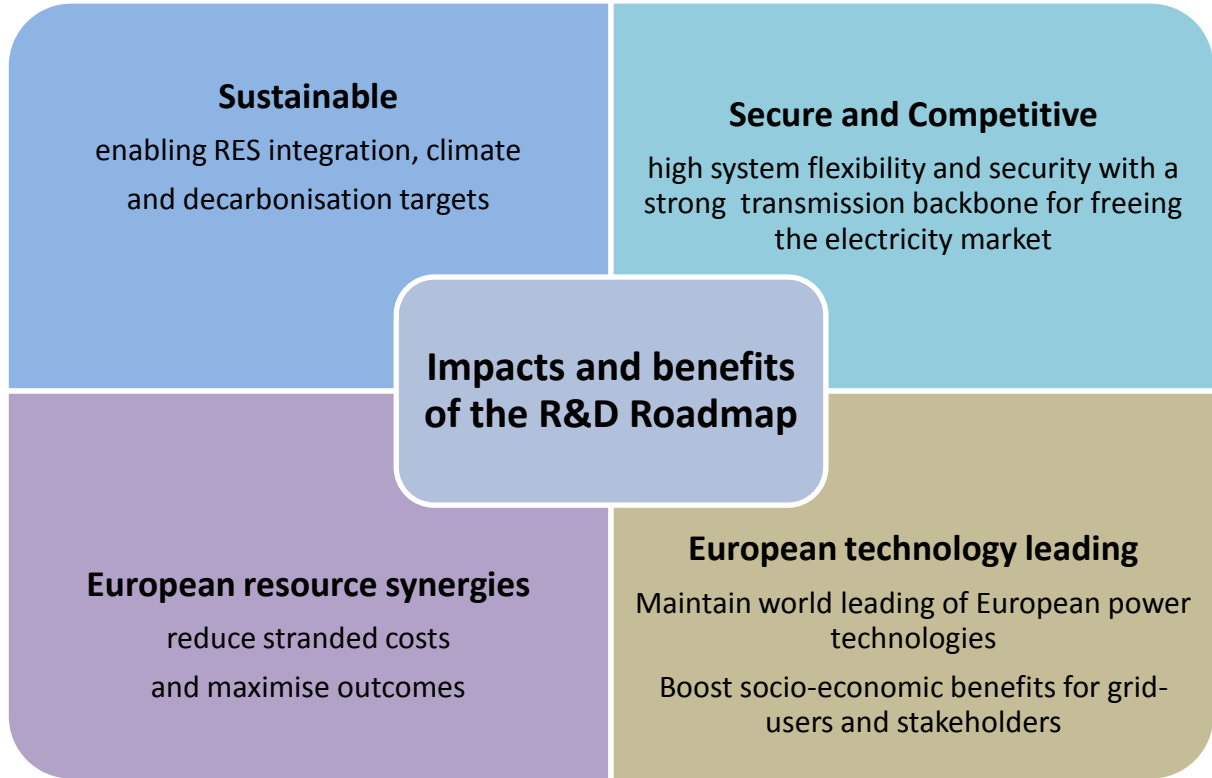 Sustainable
enabling RES integration, climate
and decarbonisation targets
Secure and Competitive
high system flexibility and security with a
strong transmission backbone for freeing
the electricity market
Impacts and benefits
of the R&D Roadmap
European resource synergies
reduce stranded costs
and maximise outcomes
European technology leading
Maintain world leading of European power
technologies
Boost socio-economic benefits for grid-
users and stakeholders